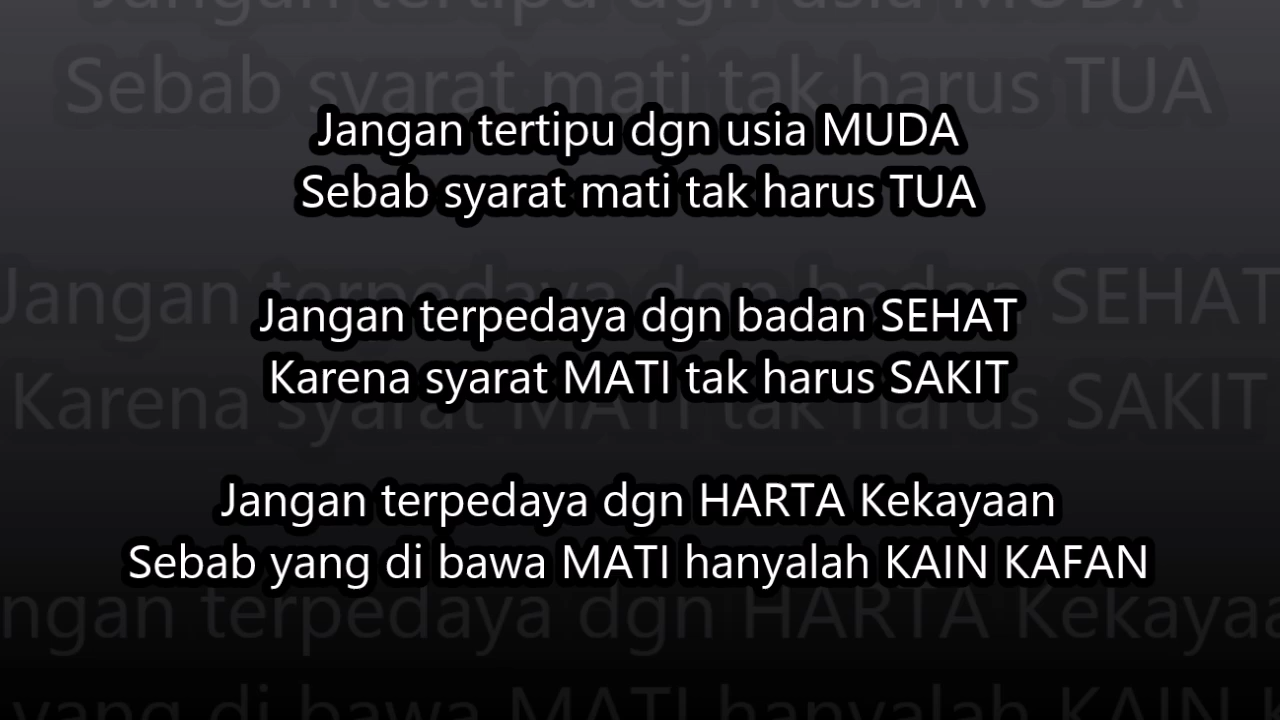 Jangan tertipu dgn usia MUDA
Sebab syarat mati tak harus TUA
Jangan terpedaya dgn badan SEHAT
Karena syarat MATI tak harus SAKIT
Jangan terpedaya dgn HARTA Kekayaan
Sebab yang di bawa MATI hanyalah KAIN KAFAN